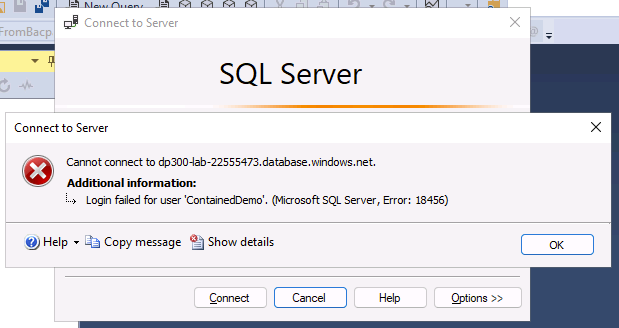 New Query
FromBacp
Connect to Server
SQL Server
Connect to Server
Cannot connect to dp300-lab-22555473.database.windows.net.
Additional information:
Login failed for user 'ContainedDemo'. (Microsoft SQL Server, Error: 18456)
Help
Copy message
Show details
OK
Connect
Cancel
Help
Options >>